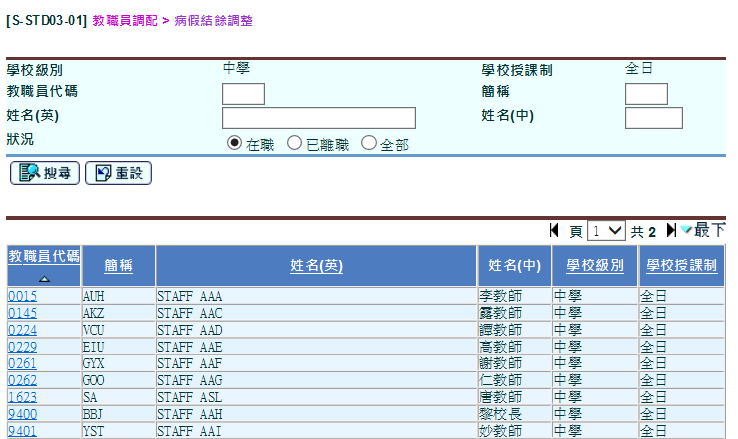 [S-STD03-01] 教職員調配 > 病假結餘調整
學校級別 中學 學校授課制 全日
教職員代碼 簡稱
姓名(英) 姓名(中)
狀況 在職 已離職 全部
搜尋 重設
頁 1 共 2 最下
教職員代碼 簡稱 姓名(英) 姓名(中) 學校級別 學校授課制
0015 AUH STAFF AAA 李教師 中學 全日
0145 AKZ STAFF AAC 露教師 中學 全日
0224 VCU STAFF AAD 譚教師 中學 全日
0229 EIU STAFF AAE 高教師 中學 全日
0261 GYX STAFF AAF 謝教師 中學 全日
0262 GOO STAFF AAG 仁教師 中學 全日
1623 SA STAFF ASL 唐教師 中學 全日
9400 BBJ STAFF AAH 黎校長 中學 全日
9401 YST STAFF AAI 妙教師 中學 全日